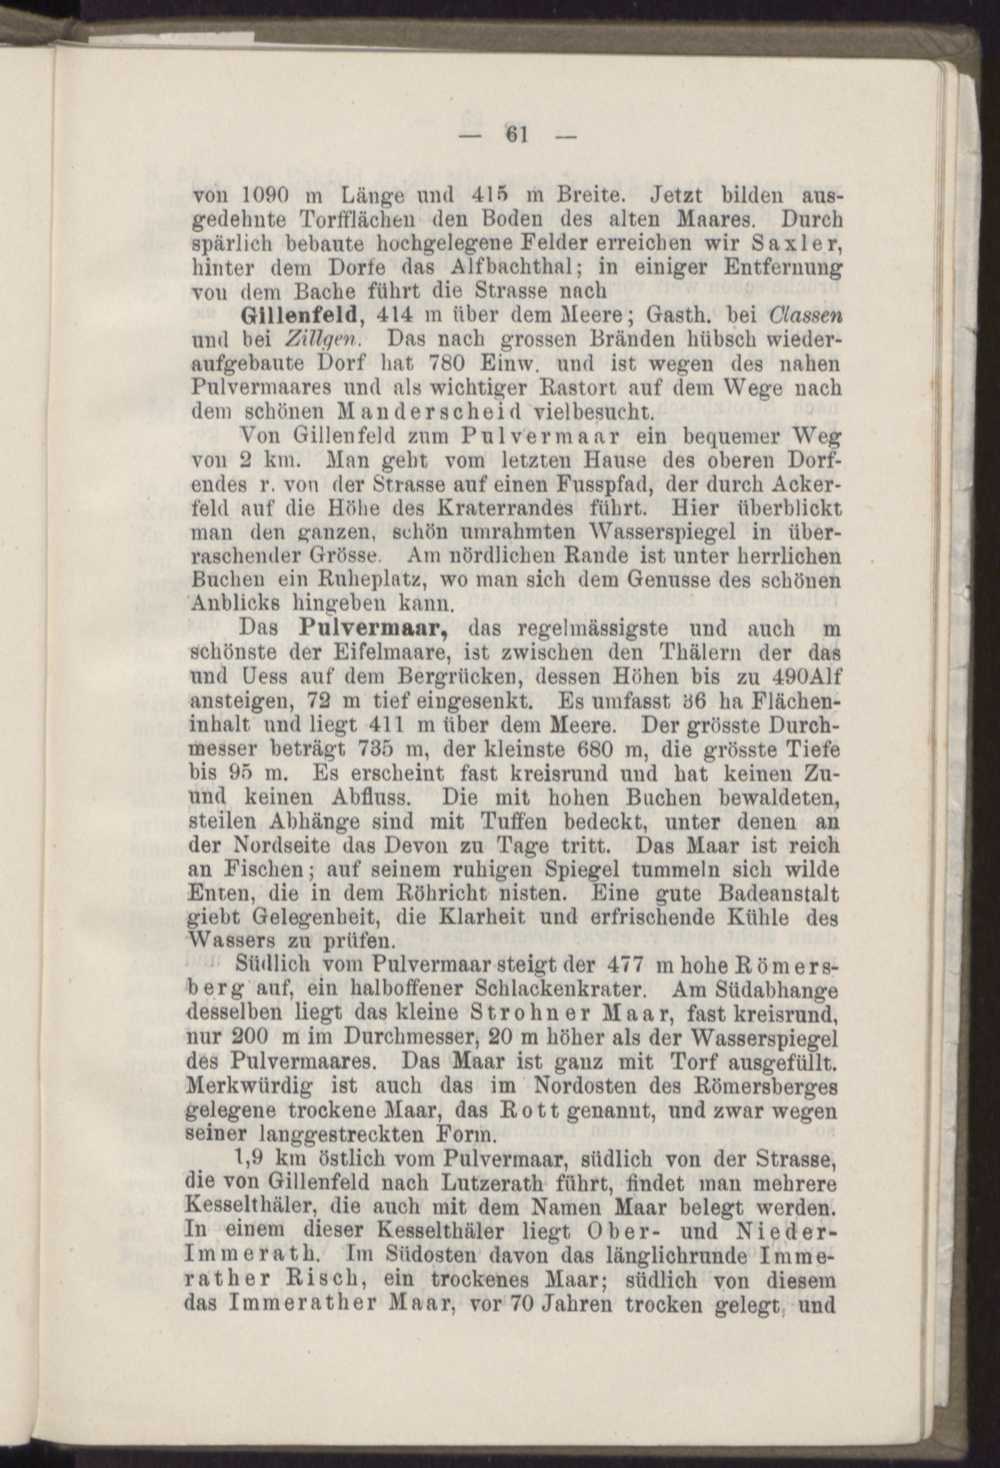 — 61 —
von 1090 m Länge und 415 m Breite. Jetzt bilden aus-
gedehnte Torfflächen den Boden des alten Maares. Durch
spärlich bebaute hochgelegene Felder erreichen wir Saxler,
hinter dem Dorfe das Alfbachthal; in einiger Entfernung
von dem Bache führt die Strasse nach
Gillenfeld, 414 m über dem Meere; Gasth. bei Classen
und bei Zillgen. Das nach grossen Bränden hübsch wieder-
aufgebaute Dorf hat 780 Einw. und ist wegen des nahen
Pulvermaares und als wichtiger Rastort auf dem Wege nach
dem schönen Manderscheid vielbesucht.
Von Gillenfeld zum Pulvermaar ein bequemer Weg
von 2 km. Man geht vom letzten Hause des oberen Dorf-
endes r. von der Strasse auf einen Fusspfad, der durch Acker-
feld auf die Höhe des Kraterrandes führt. Hier überblickt
man den ganzen, schön umrahmten Wasserspiegel in über-
raschender Grösse. Am nördlichen Rande ist unter herrlichen
Buchen ein Ruheplatz, wo man sich dem Genusse des schönen
Anblicks hingeben kann.
Das Pulvermaar, das regelmässigste und auch m
schönste der Eifelmaare, ist zwischen den Thälern der das
und Uess auf dem Bergrücken, dessen Höhen bis zu 490Alf
ansteigen, 72 m tief eingesenkt. Es umfasst 36 ha Flächen-
inhalt und liegt 411 m über dem Meere. Der grösste Durch-
messer beträgt 735 m, der kleinste 680 m, die grösste Tiefe
bis 95 m. Es erscheint fast kreisrund und hat keinen Zu-
und keinen Abfluss. Die mit hohen Buchen bewaldeten,
steilen Abhänge sind mit Tuffen bedeckt, unter denen an
der Nordseite das Devon zu Tage tritt. Das Maar ist reich
an Fischen; auf seinem ruhigen Spiegel tummeln sich wilde
Enten, die in dem Röhricht nisten. Eine gute Badeanstalt
giebt Gelegenheit, die Klarheit und erfrischende Kühle des
Wassers zu prüfen.
Südlich vom Pulvermaar steigt der 477 m hohe Römers-
berg auf, ein halboffener Schlackenkrater. Am Südabhange
desselben liegt das kleine Strohner Maar, fast kreisrund,
nur 200 m im Durchmesser, 20 m höher als der Wasserspiegel
des Pulvermaares. Das Maar ist ganz mit Torf ausgefüllt.
Merkwürdig ist auch das im Nordosten des Römersberges
gelegene trockene Maar, das Rott genannt, und zwar wegen
seiner langgestreckten Form.
1,9 km östlich vom Pulvermaar, südlich von der Strasse,
die von Gillenfeld nach Lutzerath führt, findet man mehrere
Kesselthäler, die auch mit dem Namen Maar belegt werden.
In einem dieser Kesselthäler liegt Ober- und Nieder-
Immerath. Im Südosten davon das länglichrunde Imme-
rather Risch, ein trockenes Maar; südlich von diesem
das Immerather Maar, vor 70 Jahren trocken gelegt, und